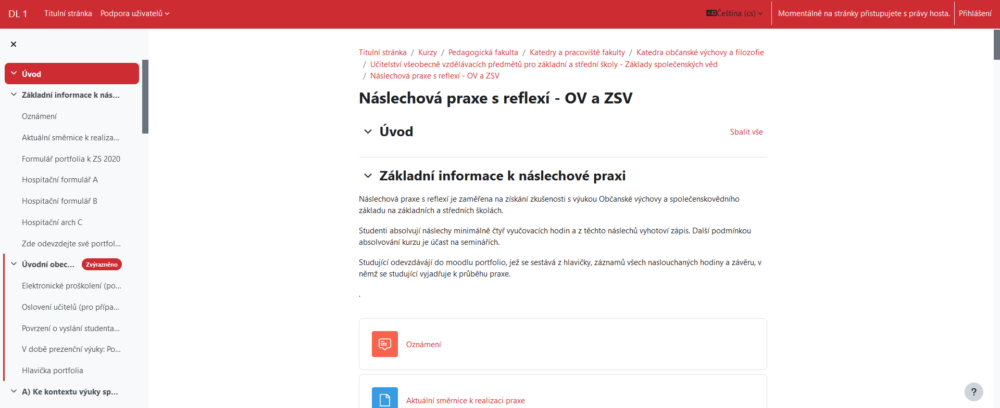 DL 1
Titulní stránka
Podpora uživatelů
Čeština (cs)
Momentálně na stránky přistupujete s právy hosta.
Přihlášení
Úvod
Základní informace k nás...
Oznámení
Aktuální směrnice k realiza...
Formulář portfolia k ZS 2020
Hospitační formulář A
Hospitační formulář B
Hospitační arch C
Zde odevzdejte své portfol...
Úvodní obec... Zvýrazněno
Elektronické proškolení (po...
Oslovení učitelů (pro přípa...
Povrzení o vyslání studenta...
V době prezenční výuky: Po...
Hlavička portfolia
A) Ke kontextu výuky sp...
Titulní stránka / Kurzy / Pedagogická fakulta / Katedry a pracoviště fakulty / Katedra občanské výchovy a filozofie
/ Učitelství všeobecně vzdělávacích předmětů pro základní a střední školy - Základy společenských věd
/ Náslechová praxe s reflexí - OV a ZSV
Náslechová praxe s reflexí - OV a ZSV
Úvod
Sbalit vše
Základní informace k náslechové praxi
Náslechová praxe s reflexí je zaměřena na získání zkušenosti s výukou Občanské výchovy a společenskovědního
základu na základních a středních školách.
Studenti absolvují náslechy minimálně čtyř vyučovacích hodin a z těchto náslechů vyhotoví zápis. Další podmínkou
absolvování kurzu je účast na seminářích.
Studující odevzdávájí do moodlu portfolio, jež se sestává z hlavičky, záznamů všech naslouchaných hodiny a závěru, v
němž se studující vyjadřuje k průběhu praxe.
.
Oznámení
Aktuální směrnice k realizaci praxe
?